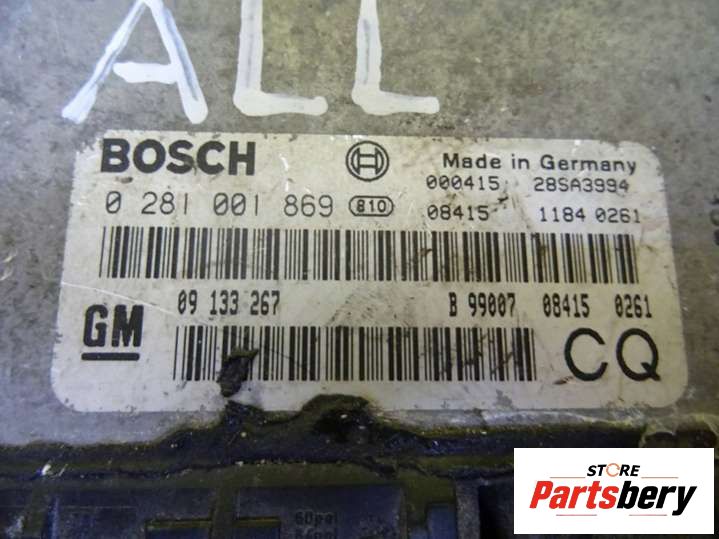 ALL
BOSCH
Made in Germany
000415 28SA3994
0 281 001 869 810
08415 1184 0261
09 133 267 B 99007 08415 0261
GM
CQ
60pol
STORE
Partsbery